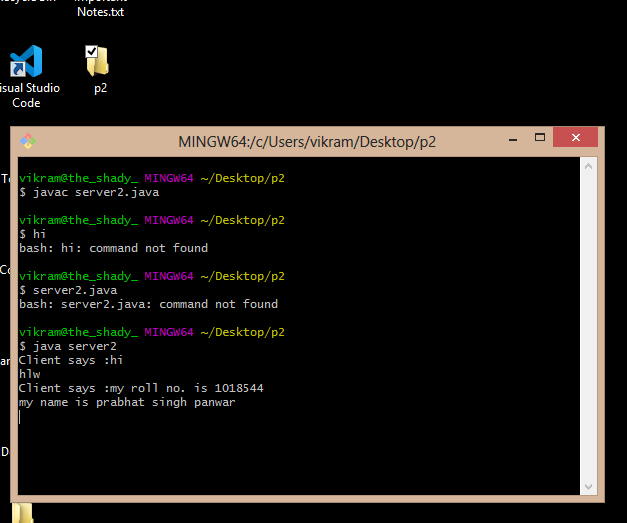 Important
Notes.txt
isual Studio
Code
p2
MINGW64:/c/Users/vikram/Desktop/p2
vikram@the_shady_ MINGW64 ~/Desktop/p2
$ javac server2.java
vikram@the_shady_ MINGW64 ~/Desktop/p2
$ hi
bash: hi: command not found
vikram@the_shady_ MINGW64 ~/Desktop/p2
$ server2.java
bash: server2.java: command not found
vikram@the_shady_ MINGW64 ~/Desktop/p2
$ java server2
Client says :hi
hlw
Client says :my roll no. is 1018544
my name is prabhat singh panwar